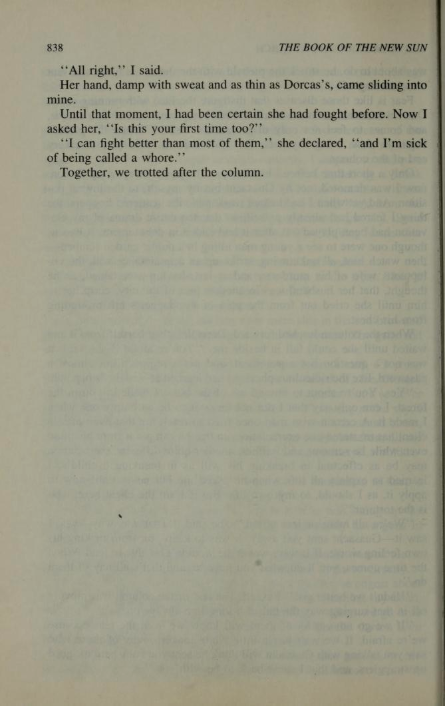 838 THE BOOK OF THE NEW SUN
"All right," I said.
Her hand, damp with sweat and as thin as Dorcas's, came sliding into
mine.
Until that moment, I had been certain she had fought before. Now I
asked her, "Is this your first time too?"
"I can fight better than most of them," she declared, "and I'm sick
of being called a whore."
Together, we trotted after the column.